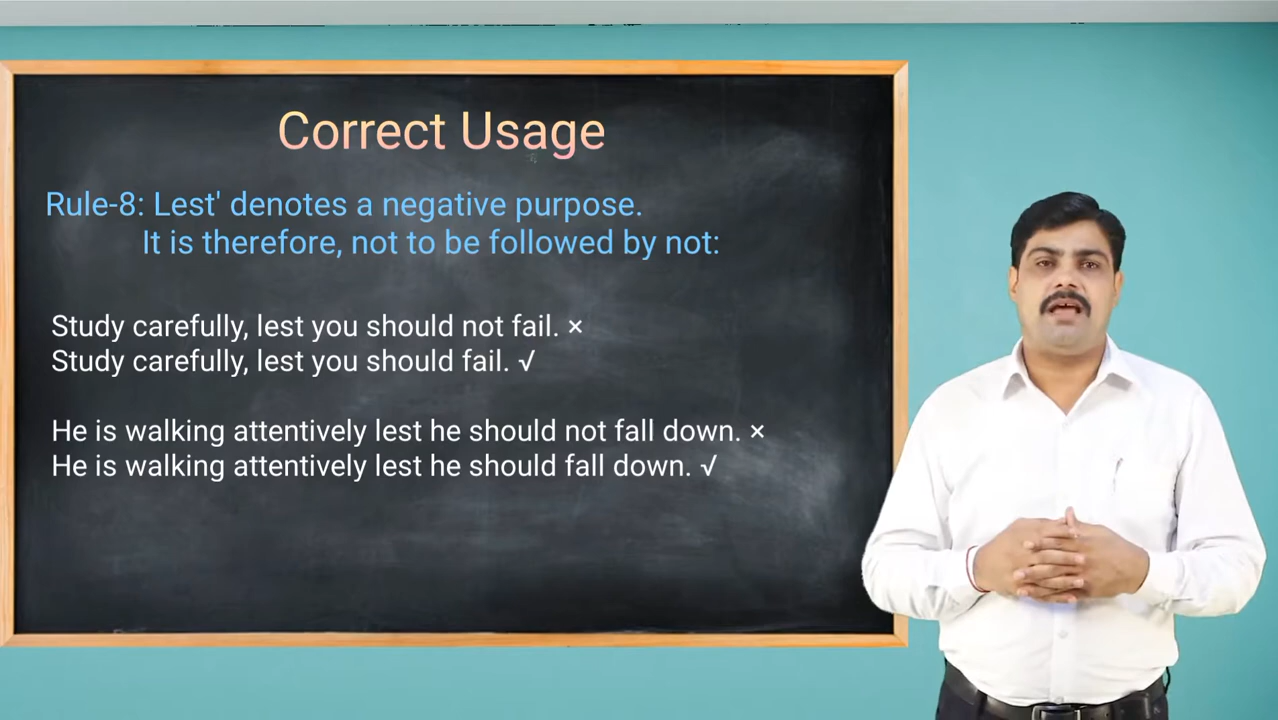 Correct Usage
Rule-8: Lest' denotes a negative purpose.
It is therefore, not to be followed by not:
Study carefully, lest you should not fail. ×
Study carefully, lest you should fail. √
He is walking attentively lest he should not fall down. ×
He is walking attentively lest he should fall down. √